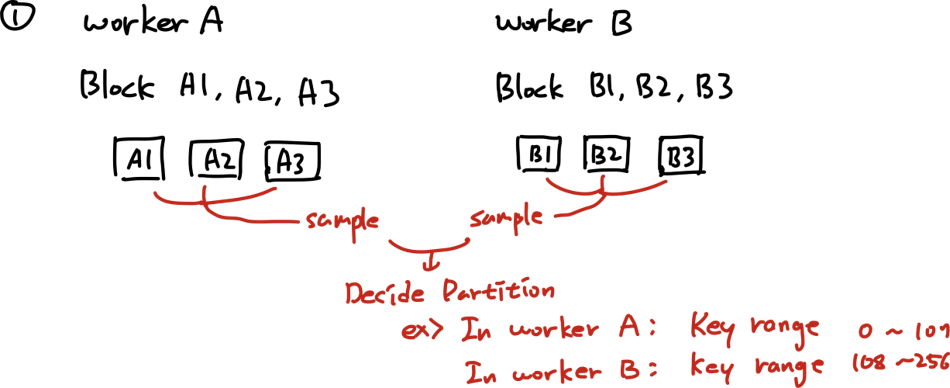 ① worker A worker B
Block A1, A2, A3 Block B1, B2, B3
A1 A2 A3 B1 B2 B3
sample sample
Decide Partition
ex> In worker A: Key range 0 ~
In worker B: Key range 108 ~256